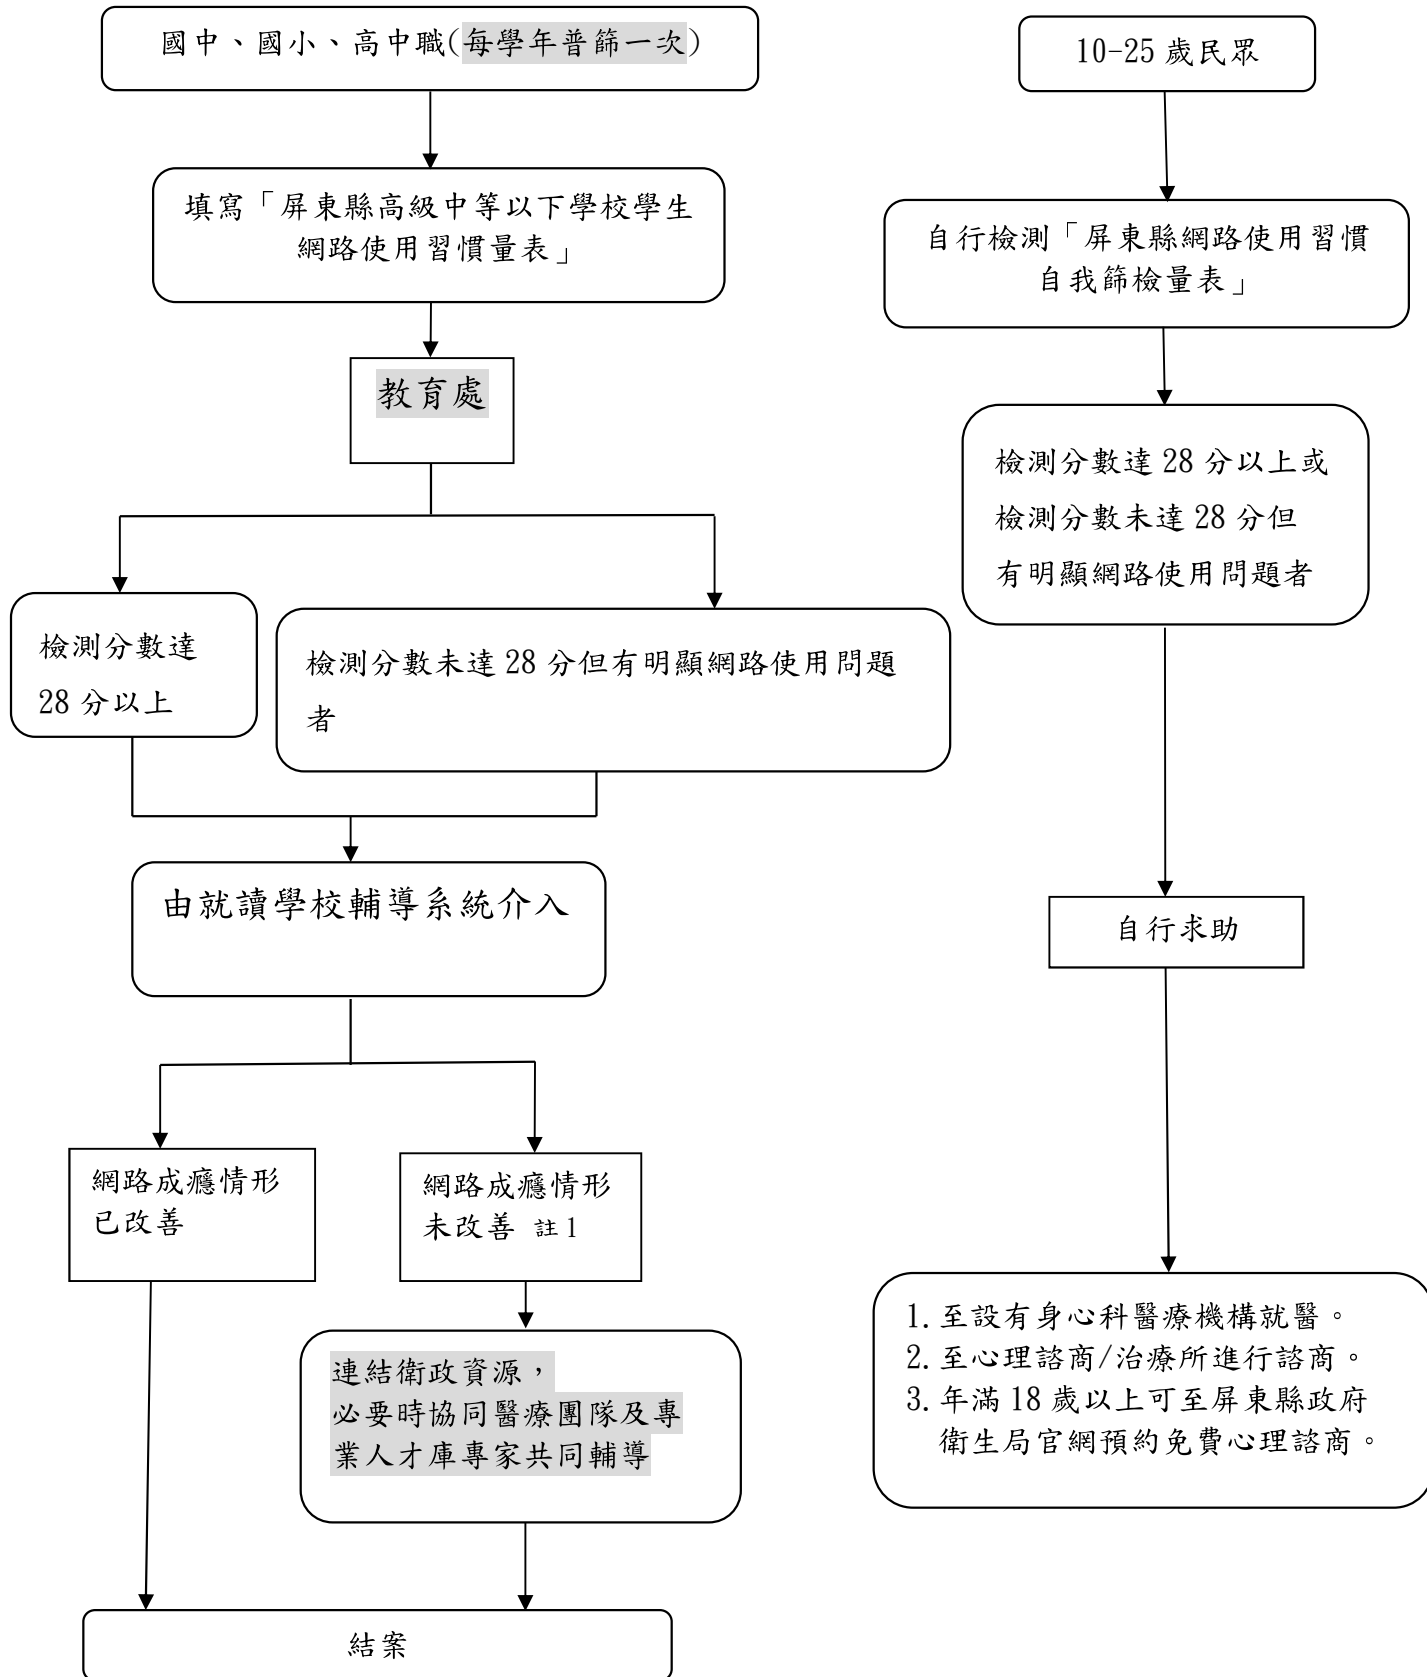 國中、國小、高中職(每學年普篩一次)
填寫「屏東縣高級中等以下學校學生
網路使用習慣量表」
教育處
檢測分數達
28分以上
檢測分數未達28分但有明顯網路使用問題
者
由就讀學校輔導系統介入
網路成癮情形
已改善
網路成癮情形
未改善 註1
連結衛政資源，
必要時協同醫療團隊及專
業人才庫專家共同輔導
結案
10-25歲民眾
自行檢測「屏東縣網路使用習慣
自我篩檢量表」
檢測分數達28分以上或
檢測分數未達28分但
有明顯網路使用問題者
自行求助
1.至設有身心科醫療機構就醫。
2.至心理諮商/治療所進行諮商。
3.年滿18歲以上可至屏東縣政府
衛生局官網預約免費心理諮商。